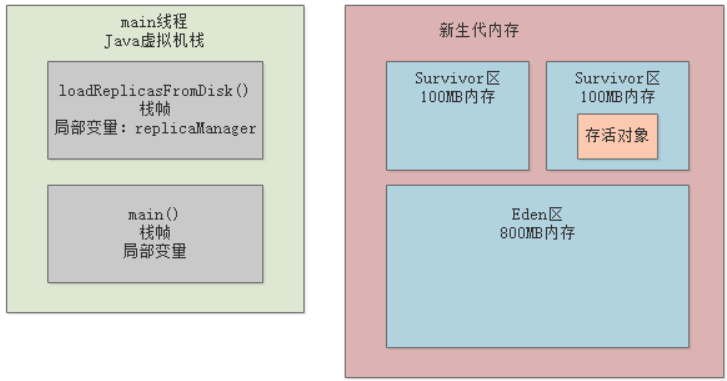 main线程
Java虚拟机栈
loadReplicasFromDisk()
栈帧
局部变量: replicaManager
main()
栈帧
局部变量
新生代内存
Survivor区
100MB内存
Survivor区
100MB内存
存活对象
Eden区
800MB内存